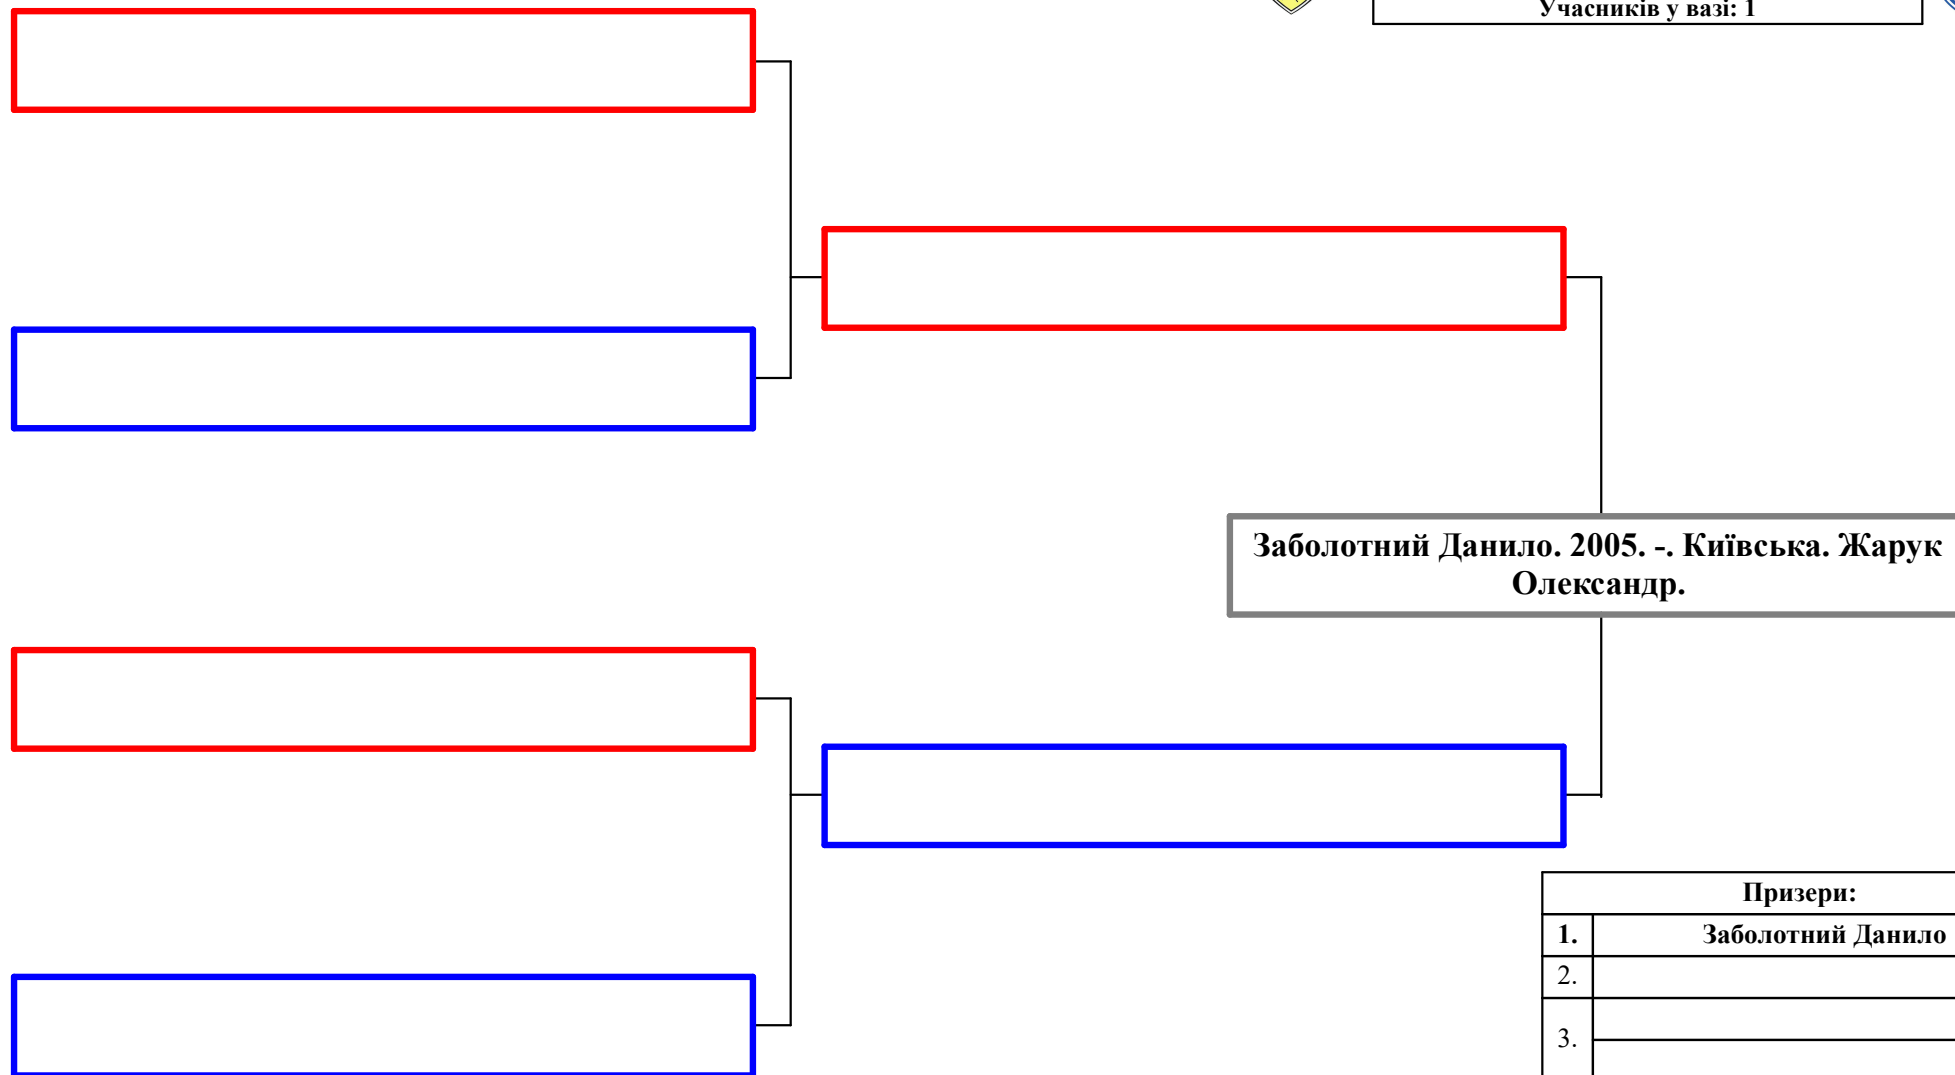 Учасників у вазі: 1
Заболотний Данило. 2005. -. Київська. Жарук
Олександр.
Призери:
1. Заболотний Данило
2.
3.